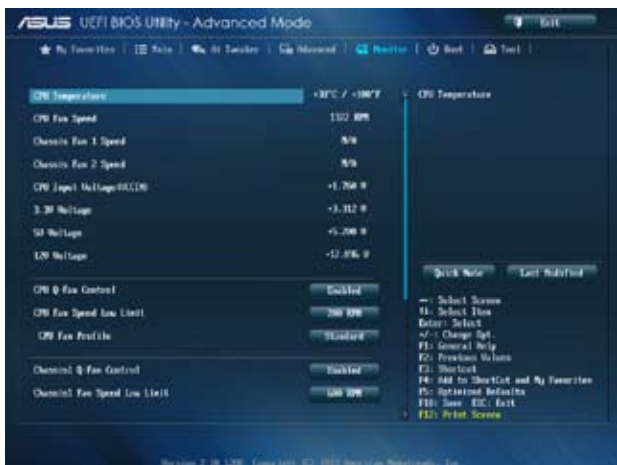 ASUS UEFI BIOS Utility - Advanced Mode
Exit
My Favorites Main Ai Tweaker Advanced Monitor Boot Tool
CPU Temperature
CPU Temperature
CPU Fan Speed 1322 RPM
Chassis Fan 1 Speed N/A
Chassis Fan 2 Speed N/A
CPU Input Voltage(VCCIN) +1.760 V
3.3V Voltage +3.312 V
5V Voltage +5.200 V
12V Voltage
Quick Note Last Modified
CPU Q-Fan Control Enabled
CPU Fan Speed Low Limit 200 RPM
CPU Fan Profile Standard
Chassis1 Q-Fan Control Enabled
Chassis1 Fan Speed Low Limit 600 RPM
Select Screen
Select Item
Enter: Select
+/-: Change Opt.
F1: General Help
F2: Previous Values
F3: Shortcut
F4: Add to ShortCut and My Favorites
F5: Optimized Defaults
F10: Save ESC: Exit
F12: Print Screen